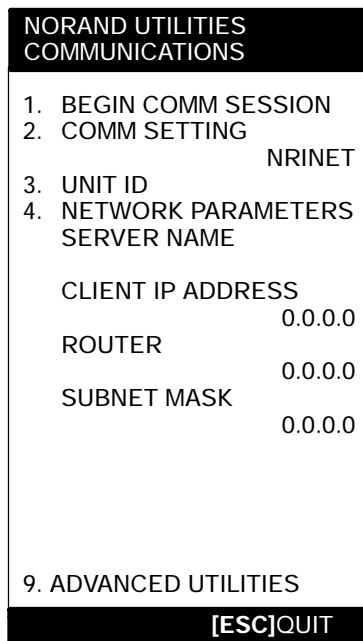 NORAND UTILITIES
COMMUNICATIONS
1. BEGIN COMM SESSION
2. COMM SETTING
NRINET
3. UNIT ID
4. NETWORK PARAMETERS
SERVER NAME
CLIENT IP ADDRESS
0.0.0.0
ROUTER
0.0.0.0
SUBNET MASK
0.0.0.0
9. ADVANCED UTILITIES
[ESC]QUIT